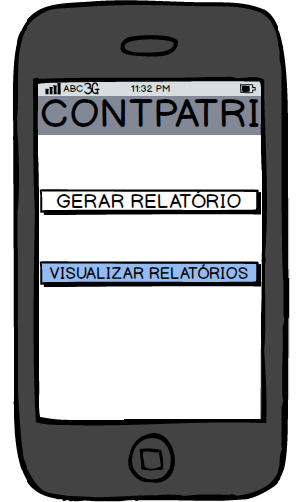 ABC 3G 11:32 PM
CONTPATRI
GERAR RELATÓRIO
VISUALIZAR RELATÓRIOS